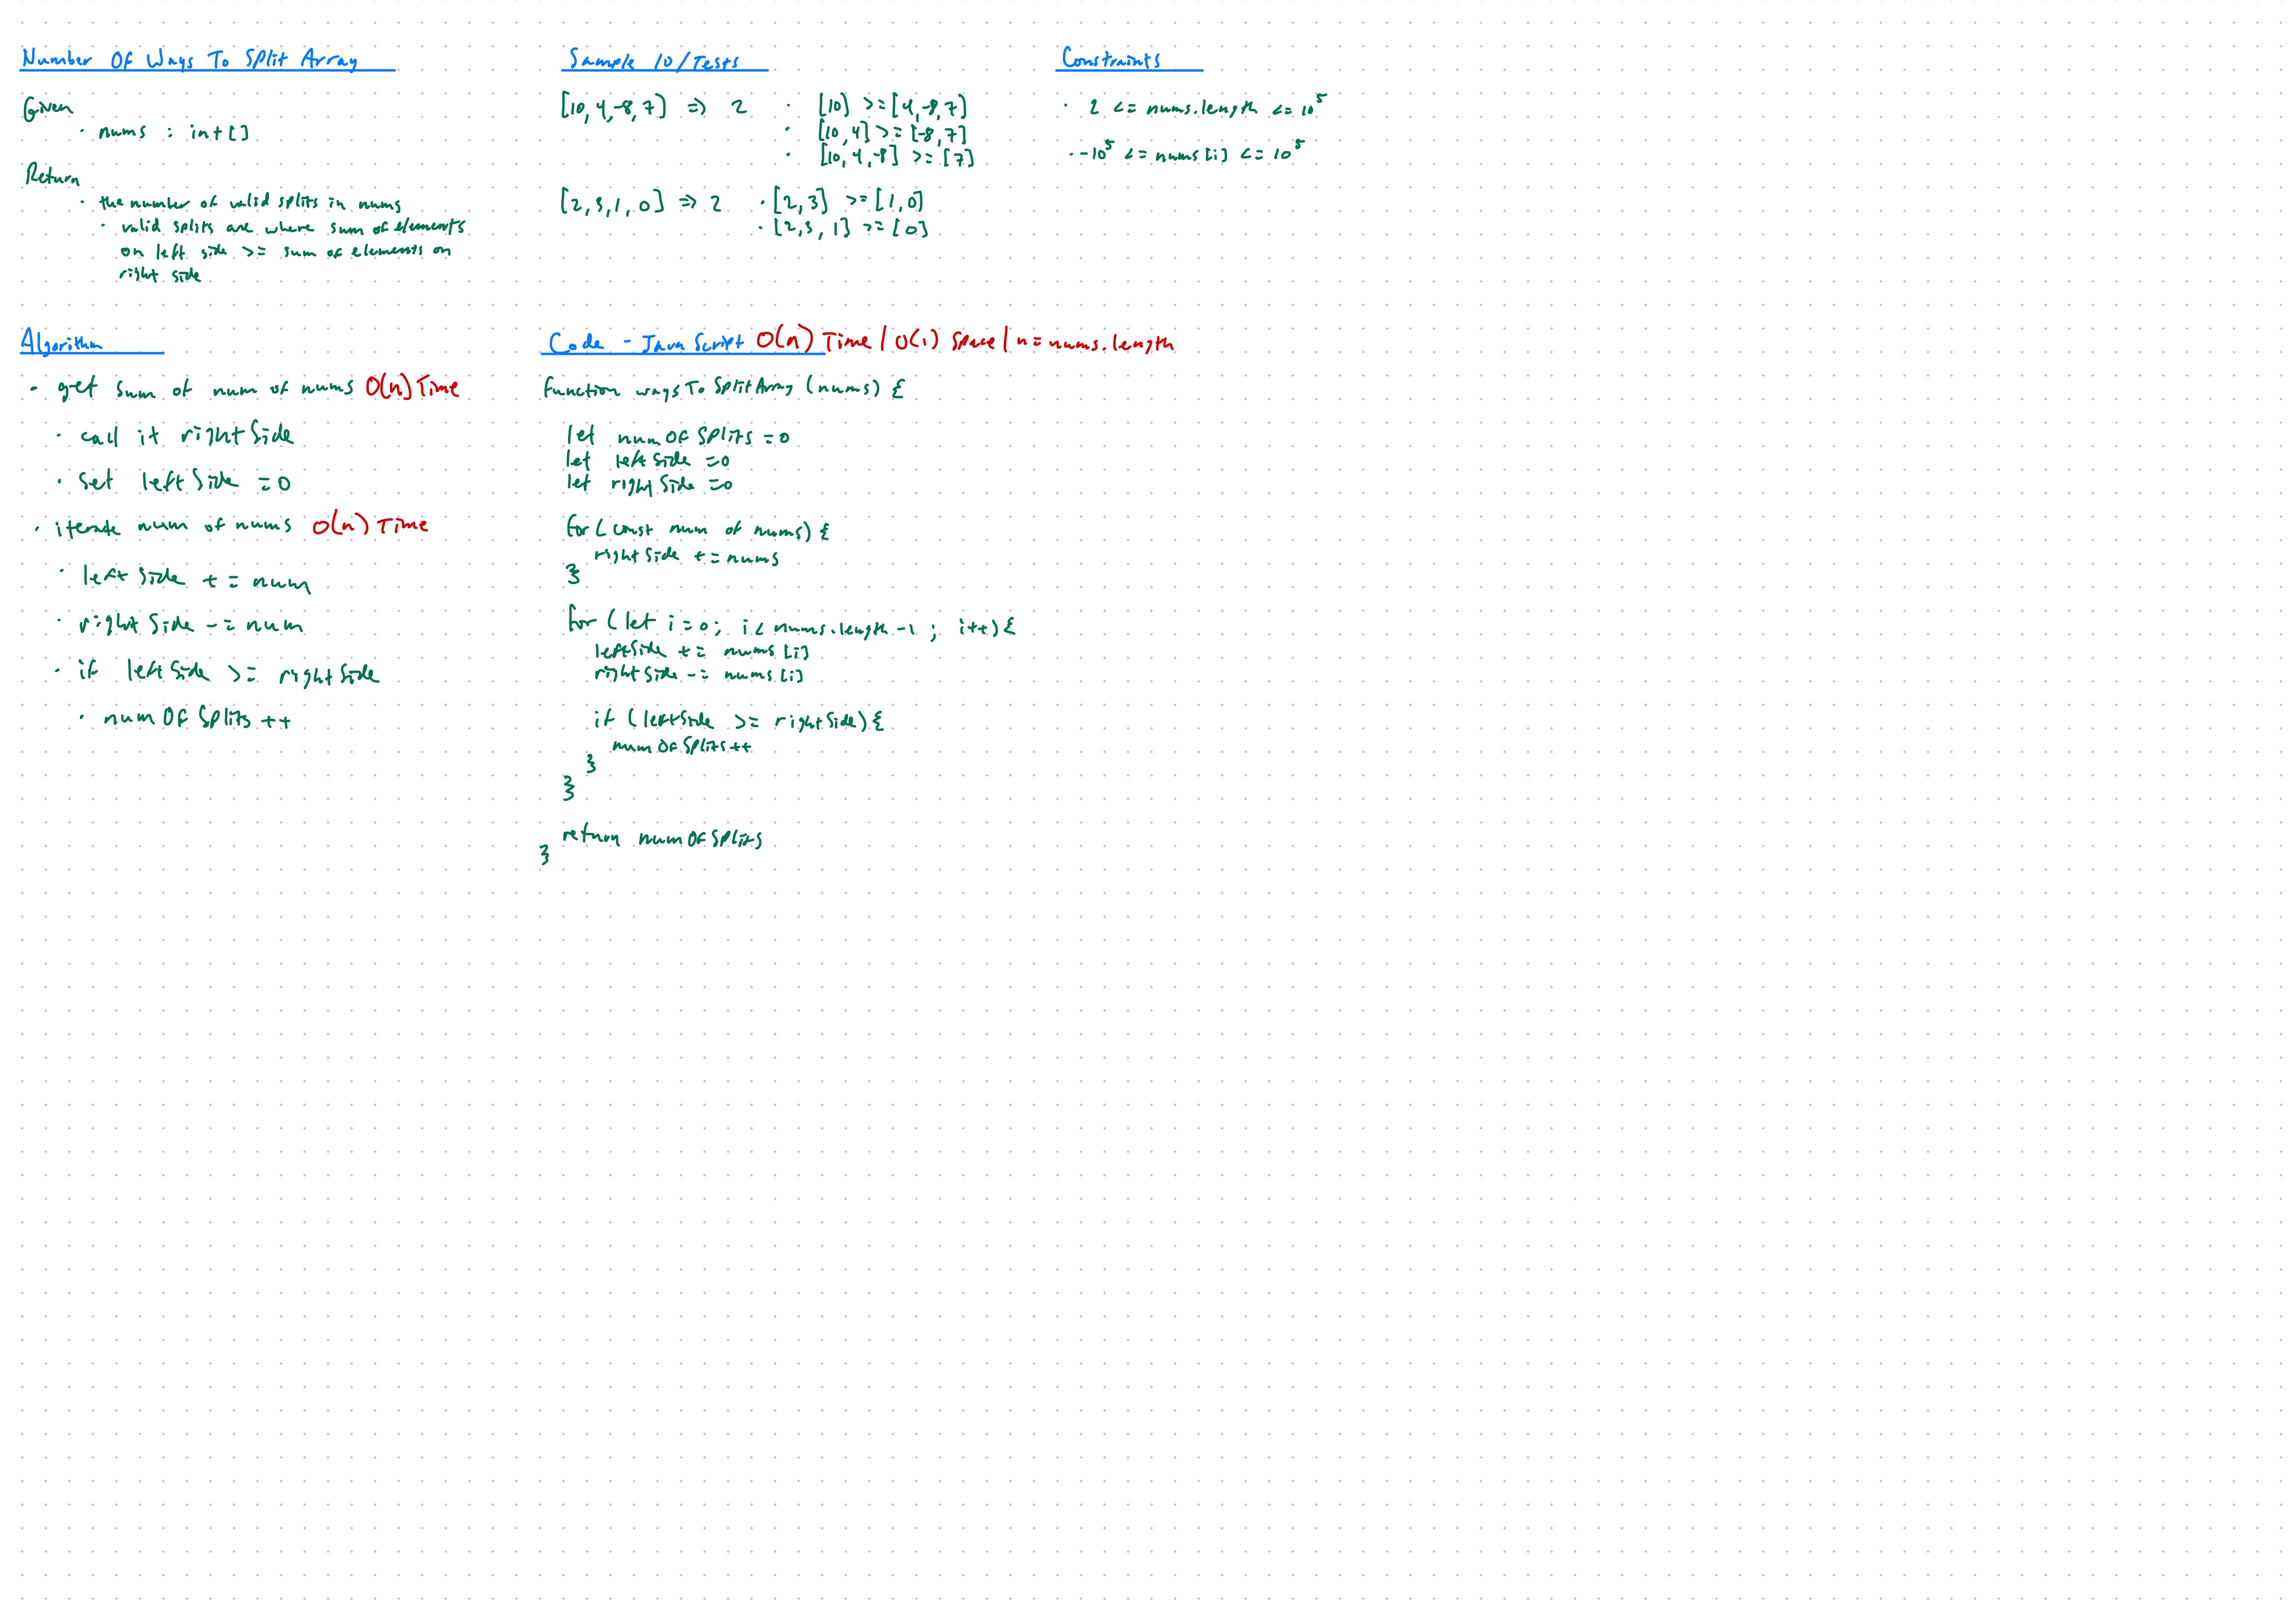 Number Of Ways To Split Array
Given
· nums : int[]
Return
· the number of valid splits in nums
· valid splits are where sum of elements
on left side >= sum of elements on
right side
Sample IO/Tests
[10,4,-8,7] => 2
· [10] >= [4,-8,7]
· [10,4] >= [-8,7]
· [10,4,-8] >= [7]
[2,3,1,0] => 2 · [2,3] >= [1,0]
· [2,3,1] >= [0]
Constraints
· 2 <= nums.length <= 10⁵
· -10⁵ <= nums[i] <= 10⁵
Algorithm
· get sum of num of nums O(n) Time
· call it rightSide
· set leftSide = 0
· iterate num of nums O(n) Time
· leftSide += num
· rightSide -= num
· if leftSide >= rightSide
· numOfSplits ++
Code - JavaScript O(n) Time / O(1) Space | n = nums.length
function waysToSplitArray (nums) {
let numOfSplits = 0
let leftSide = 0
let rightSide = 0
for (const num of nums) {
rightSide += nums
}
for (let i = 0; i < nums.length - 1 ; i++) {
leftSide += nums[i]
rightSide -= nums[i]
if (leftSide >= rightSide) {
numOfSplits ++
}
}
return numOfSplits
}